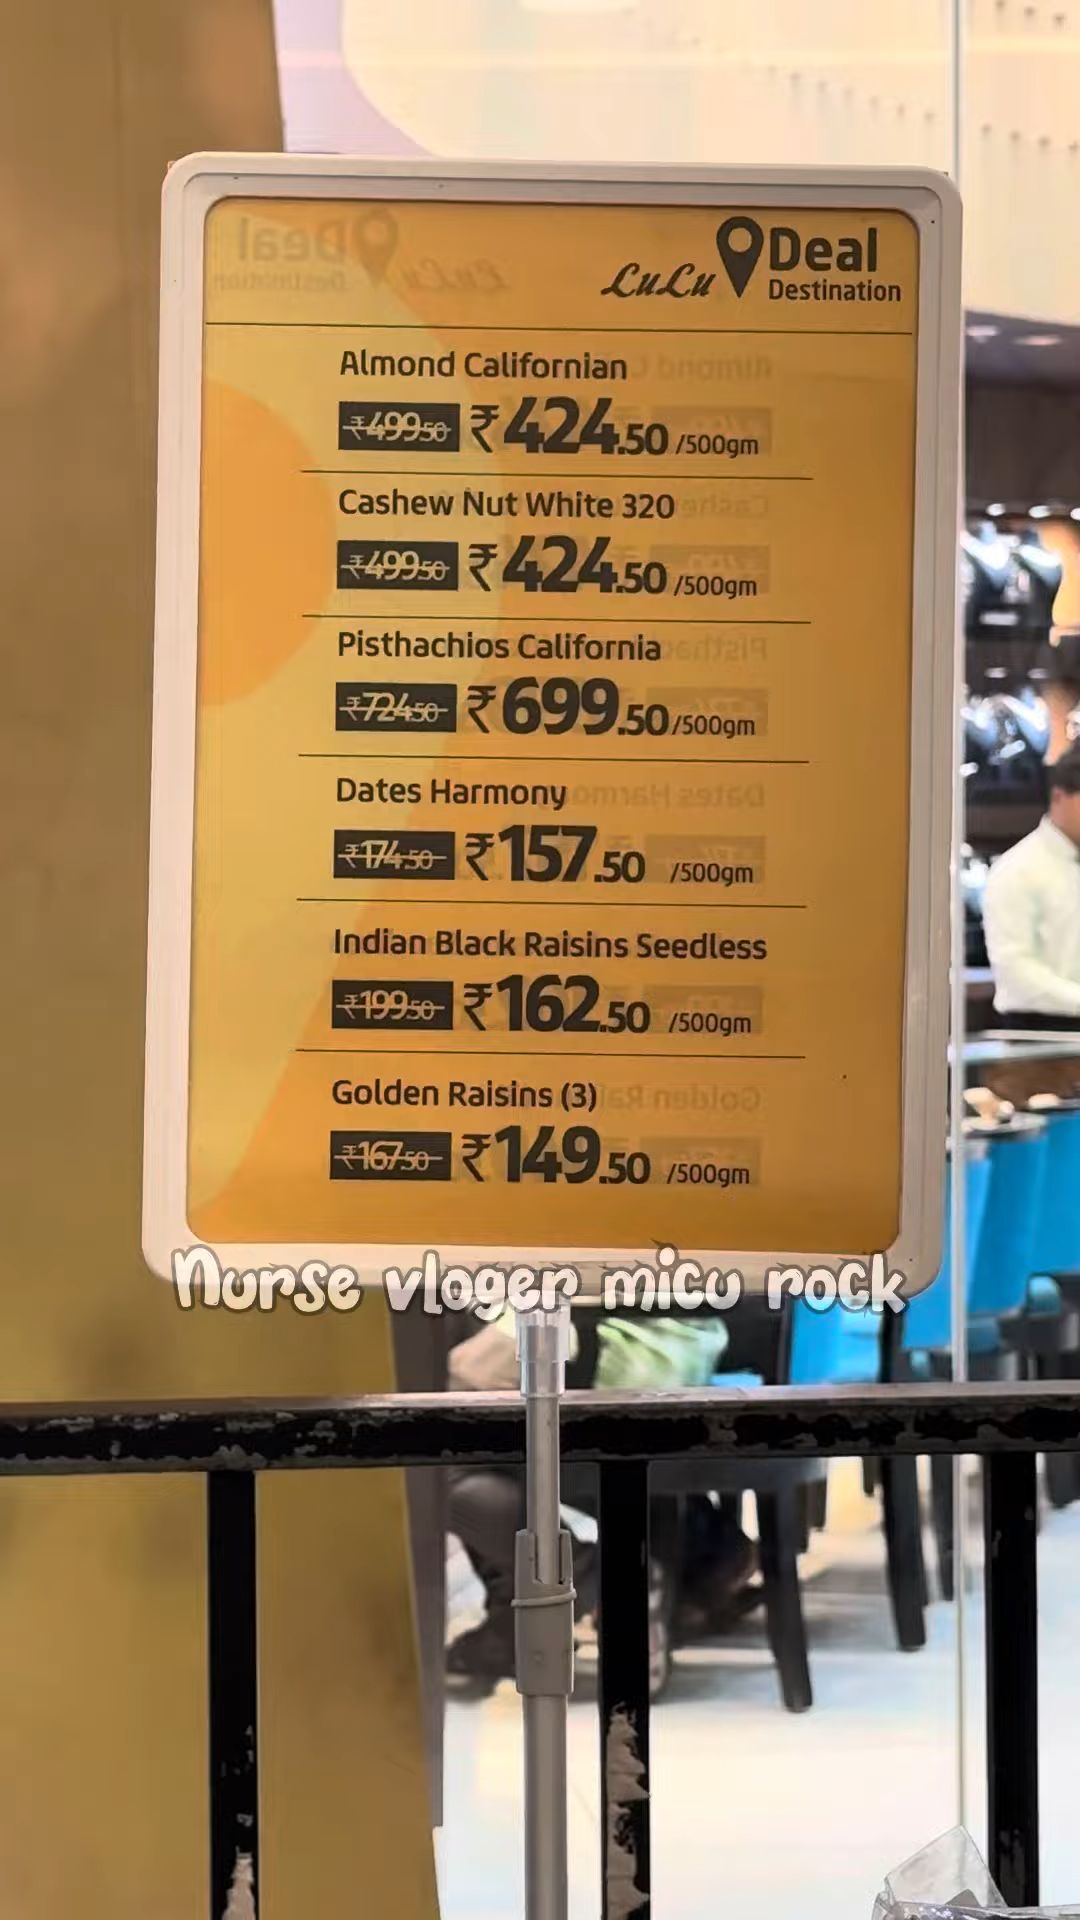 LuLu Deal
Destination
Almond Californian
₹499.50 ₹424.50 /500gm
Cashew Nut White 320
₹499.50 ₹424.50 /500gm
Pisthachios California
₹724.50 ₹699.50 /500gm
Dates Harmony
₹174.50 ₹157.50 /500gm
Indian Black Raisins Seedless
₹199.50 ₹162.50 /500gm
Golden Raisins (3)
₹167.50 ₹149.50 /500gm
Nurse vloger micu rock